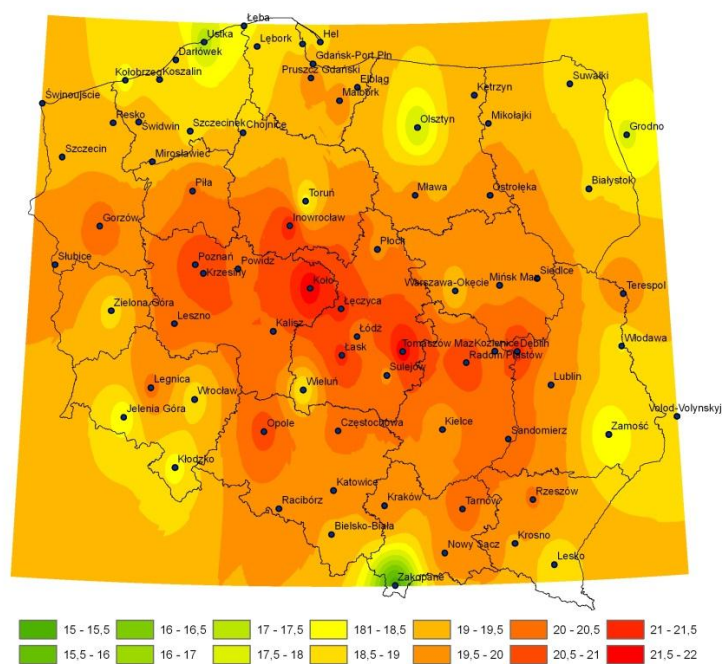 Łeba
Ustka
Lębork
Hel
Darłówek
Gdańsk-Port Płn
Kołobrzeg
Koszalin
Pruszcz Gdański
Elbląg
Suwałki
Świnoujście
Malbork
Kętrzyn
Resko
Świdwin
Szczecinek
Chojnice
Olsztyn
Mikołajki
Grodno
Szczecin
Mirosławiec
Piła
Toruń
Mława
Ostrołęka
Białystok
Gorzów
Inowrocław
Płock
Słubice
Poznań
Powidz
Krzesiny
Koło
Warszawa-Okęcie
Mińsk Maz
Siedlce
Terespol
Zielona Góra
Łęczyca
Leszno
Kalisz
Łódź
Włodawa
Łask
Tomaszów Maz
Kozienice
Dęblin
Radom/Piastów
Sulejów
Legnica
Wrocław
Wieluń
Lublin
Jelenia Góra
Volod-Volynskyj
Opole
Częstochowa
Kielce
Sandomierz
Zamość
Kłodzko
Katowice
Racibórz
Kraków
Tarnów
Rzeszów
Bielsko-Biała
Nowy Sącz
Krosno
Lesko
Zakopane
15 - 15,5
16 - 16,5
17 - 17,5
181 - 18,5
19 - 19,5
20 - 20,5
21 - 21,5
15,5 - 16
16 - 17
17,5 - 18
18,5 - 19
19,5 - 20
20,5 - 21
21,5 - 22